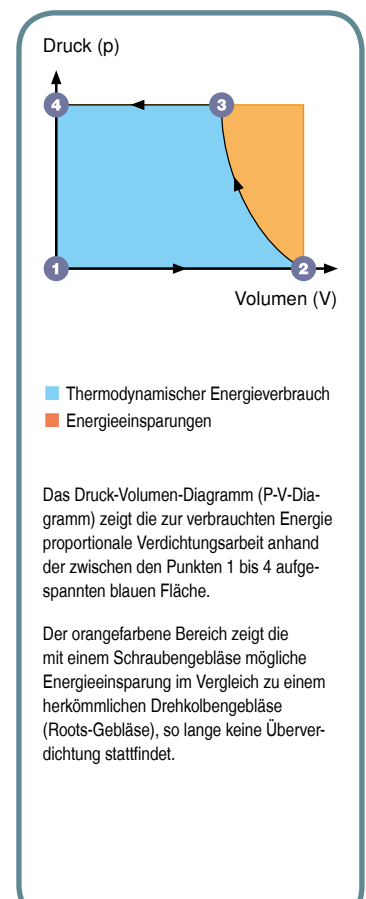 Druck (p)
4
3
1
2
Volumen (V)
Thermodynamischer Energieverbrauch
Energieeinsparungen
Das Druck-Volumen-Diagramm (P-V-Dia-
gramm) zeigt die zur verbrauchten Energie
proportionale Verdichtungsarbeit anhand
der zwischen den Punkten 1 bis 4 aufge-
spannten blauen Fläche.
Der orangefarbene Bereich zeigt die
mit einem Schraubengebläse mögliche
Energieeinsparung im Vergleich zu einem
herkömmlichen Drehkolbengebläse
(Roots-Gebläse), so lange keine Überver-
dichtung stattfindet.